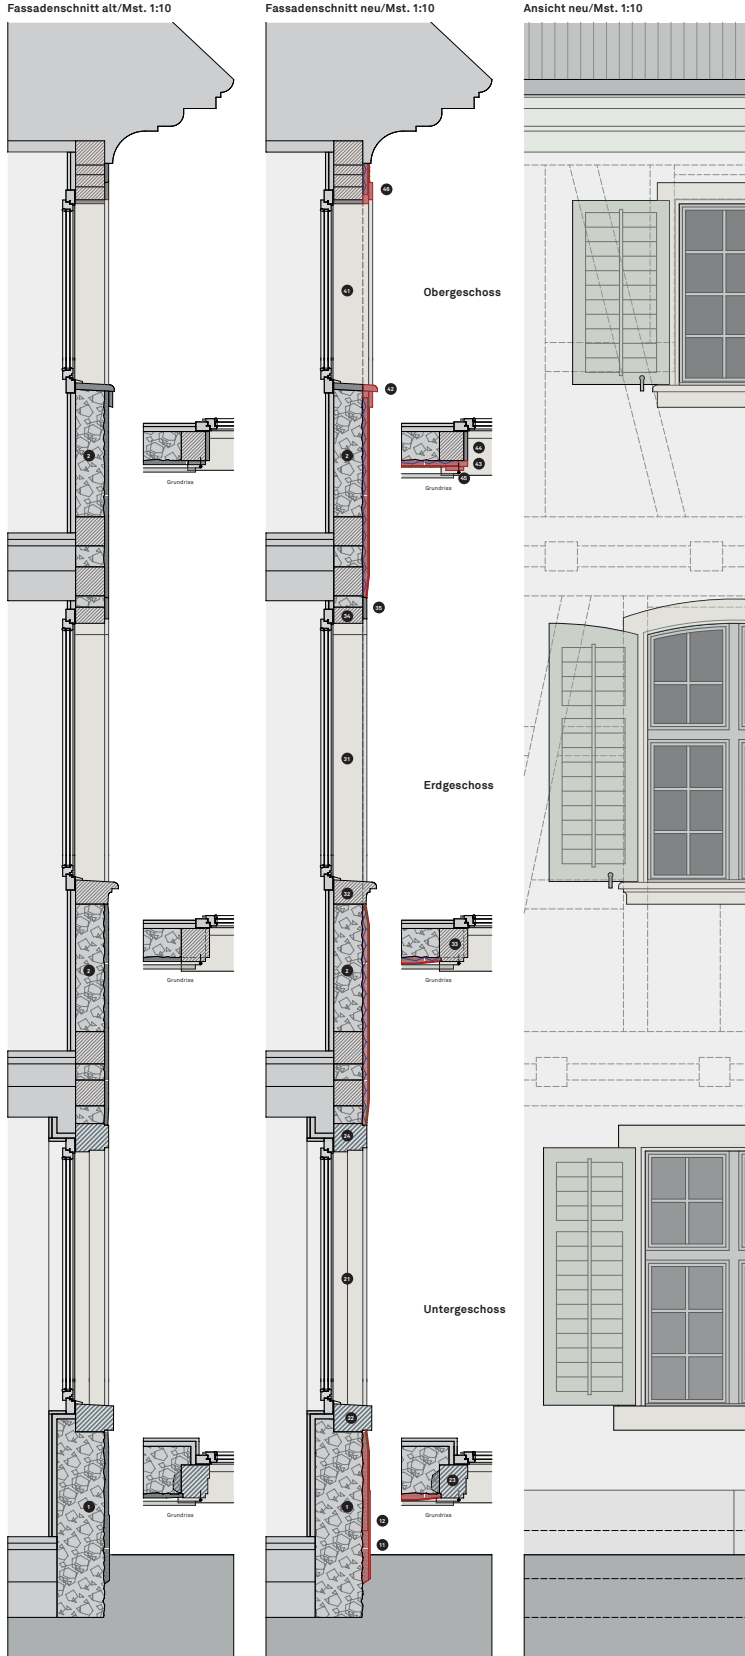 Fassadenschnitt alt/Mst. 1:10
Fassadenschnitt neu/Mst. 1:10
Ansicht neu/Mst. 1:10
46
41
Obergeschoss
42
2
2
44
43
45
Grundriss
Grundriss
35
34
31
Erdgeschoss
32
33
2
2
Grundriss
Grundriss
24
21
Untergeschoss
22
23
1
1
12
Grundriss
Grundriss
11